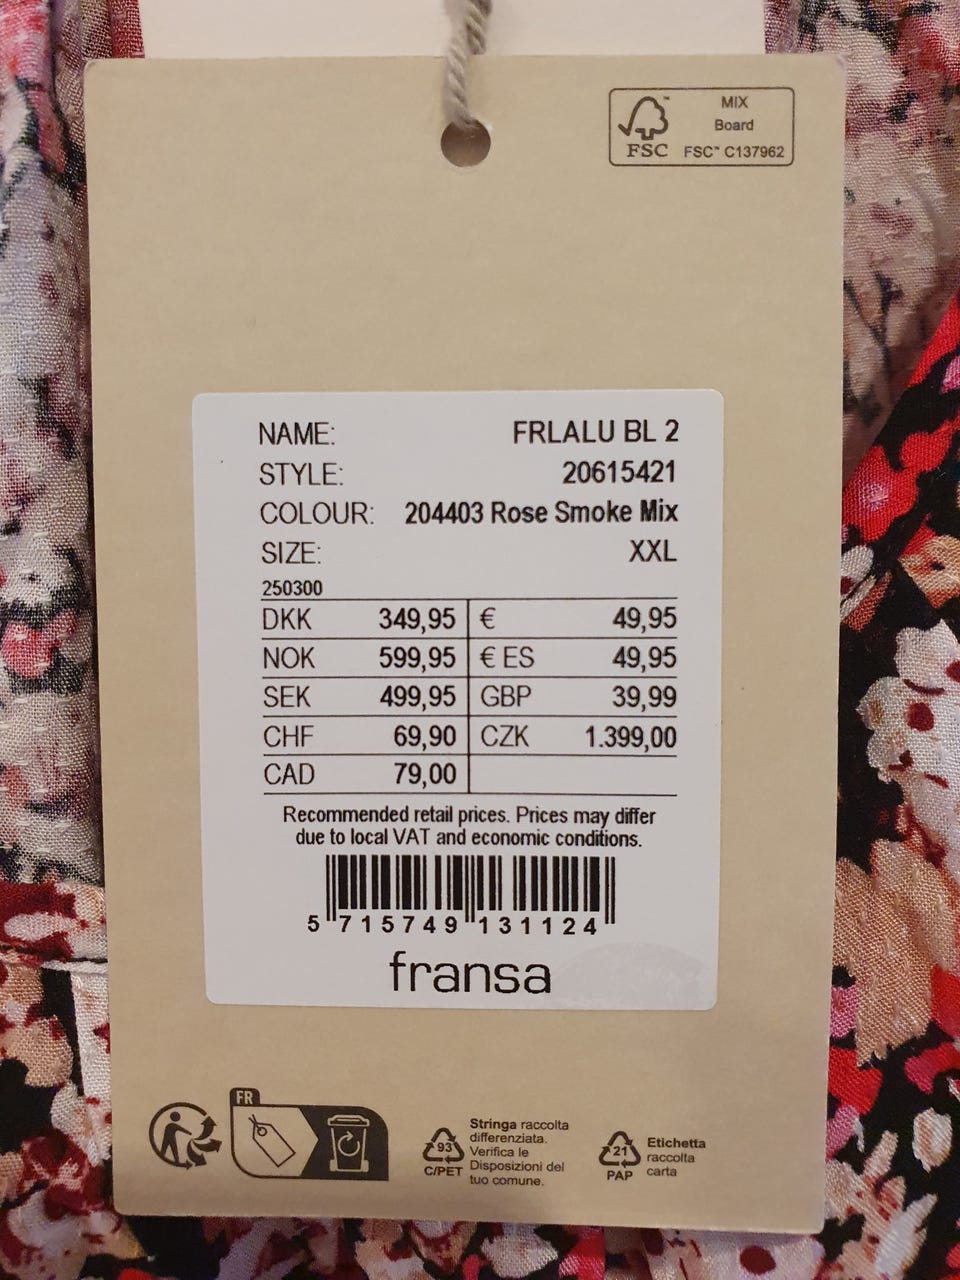 MIX
Board
FSC™ C137962
FSC
NAME: FRLALU BL 2
STYLE: 20615421
COLOUR: 204403 Rose Smoke Mix
SIZE: XXL
250300
DKK 349,95 € 49,95
NOK 599,95 € ES 49,95
SEK 499,95 GBP 39,99
CHF 69,90 CZK 1.399,00
CAD 79,00
Recommended retail prices. Prices may differ
due to local VAT and economic conditions.
5 715749 131124
fransa
FR
93
C/PET
Stringa raccolta
differenziata.
Verifica le
Disposizioni del
tuo comune.
21
PAP
Etichetta
raccolta
carta